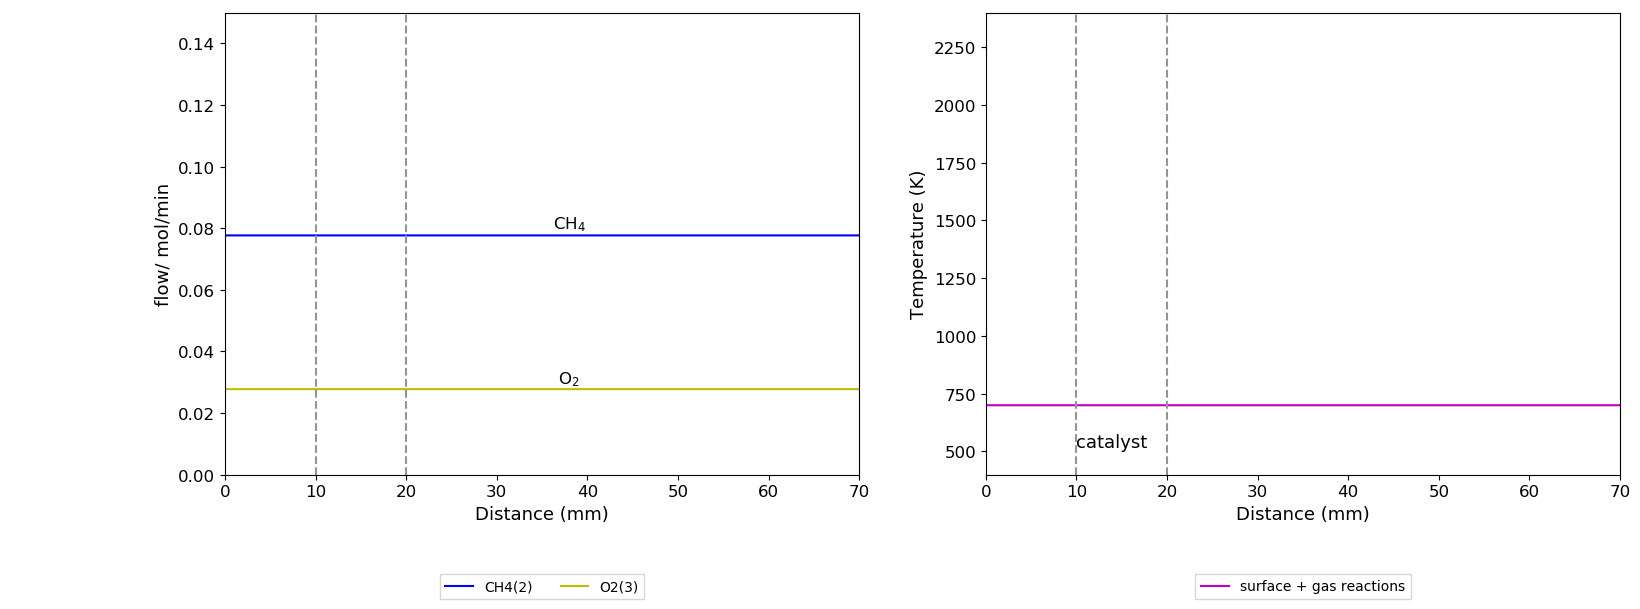 0.14
0.12
0.10
0.08
0.06
0.04
0.02
0.00
flow/ mol/min
CH₄
O₂
0 10 20 30 40 50 60 70
Distance (mm)
CH4(2) O2(3)
2250
2000
1750
1500
1250
1000
750
500
Temperature (K)
catalyst
0 10 20 30 40 50 60 70
Distance (mm)
surface + gas reactions